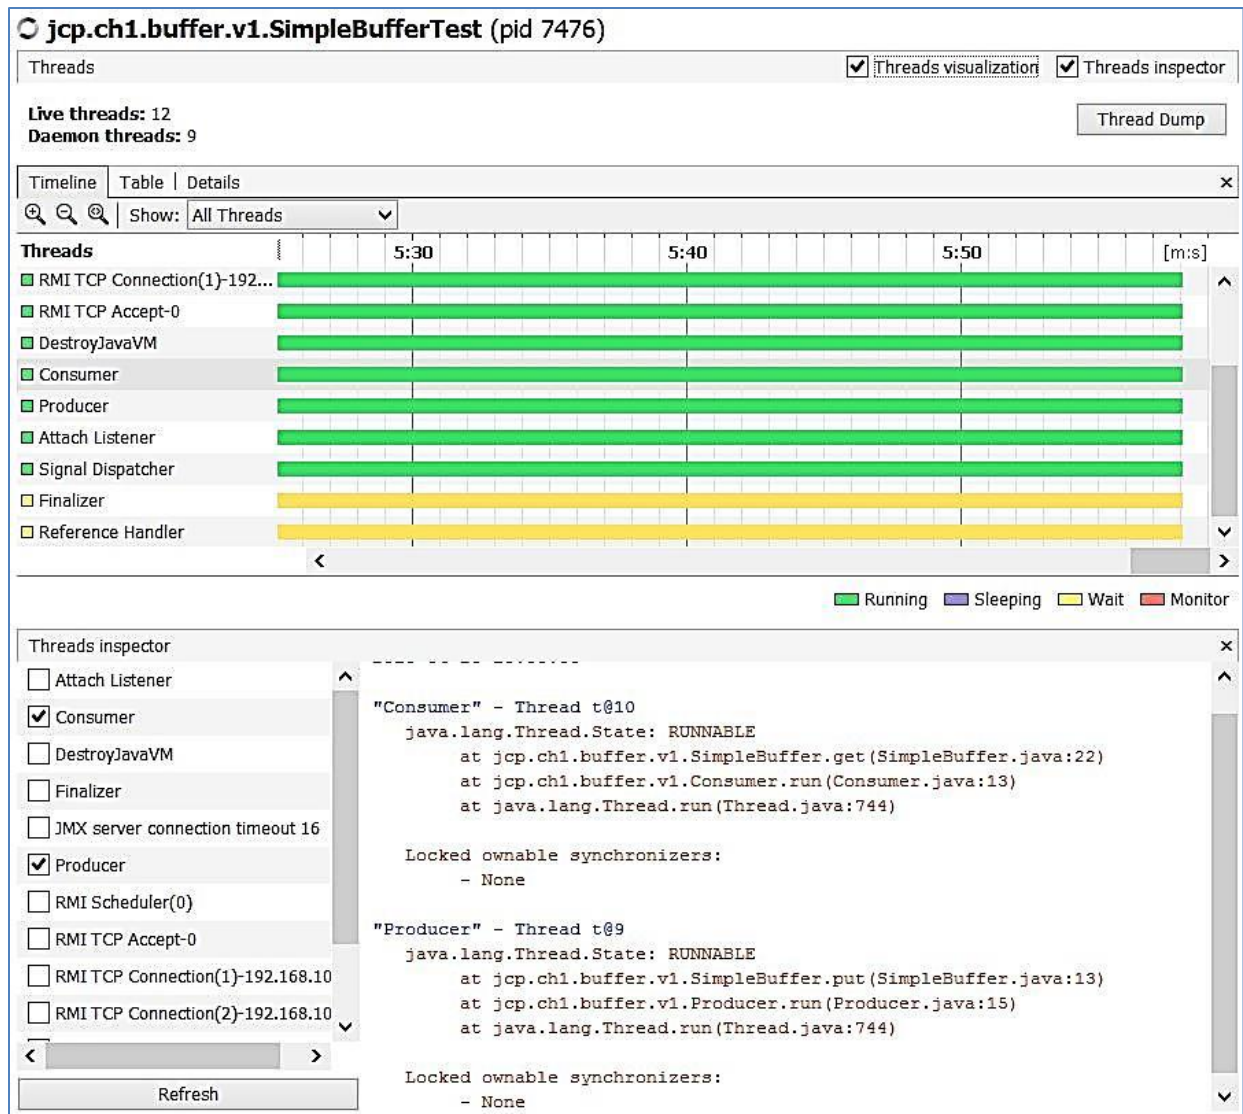 jcp.ch1.buffer.v1.SimpleBufferTest (pid 7476)
Threads
Threads visualization
Threads inspector
Live threads: 12
Daemon threads: 9
Thread Dump
Timeline
Table
Details
Show:
All Threads
Threads
5:30
5:40
5:50
[m:s]
RMI TCP Connection(1)-192...
RMI TCP Accept-0
DestroyJavaVM
Consumer
Producer
Attach Listener
Signal Dispatcher
Finalizer
Reference Handler
Running
Sleeping
Wait
Monitor
Threads inspector
Attach Listener
Consumer
DestroyJavaVM
Finalizer
JMX server connection timeout 16
Producer
RMI Scheduler(0)
RMI TCP Accept-0
RMI TCP Connection(1)-192.168.10
RMI TCP Connection(2)-192.168.10
Refresh
"Consumer" - Thread t@10
java.lang.Thread.State: RUNNABLE
at jcp.ch1.buffer.v1.SimpleBuffer.get(SimpleBuffer.java:22)
at jcp.ch1.buffer.v1.Consumer.run(Consumer.java:13)
at java.lang.Thread.run(Thread.java:744)
Locked ownable synchronizers:
- None
"Producer" - Thread t@9
java.lang.Thread.State: RUNNABLE
at jcp.ch1.buffer.v1.SimpleBuffer.put(SimpleBuffer.java:13)
at jcp.ch1.buffer.v1.Producer.run(Producer.java:15)
at java.lang.Thread.run(Thread.java:744)
Locked ownable synchronizers:
- None